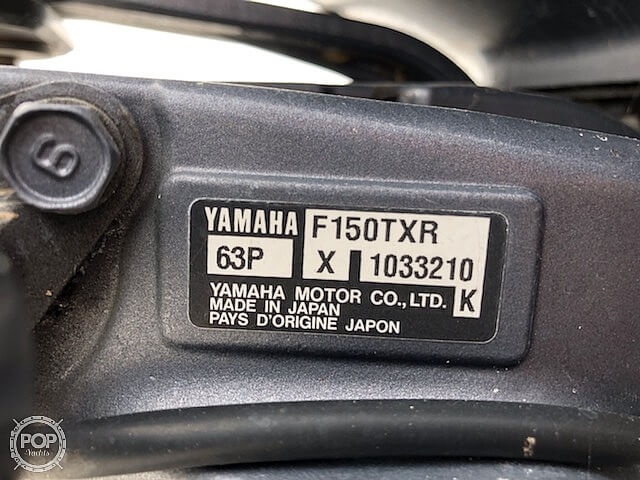 6
YAMAHA F150TXR
63P X 1033210
YAMAHA MOTOR CO., LTD. K
MADE IN JAPAN
PAYS D'ORIGINE JAPON
POP
Yachts